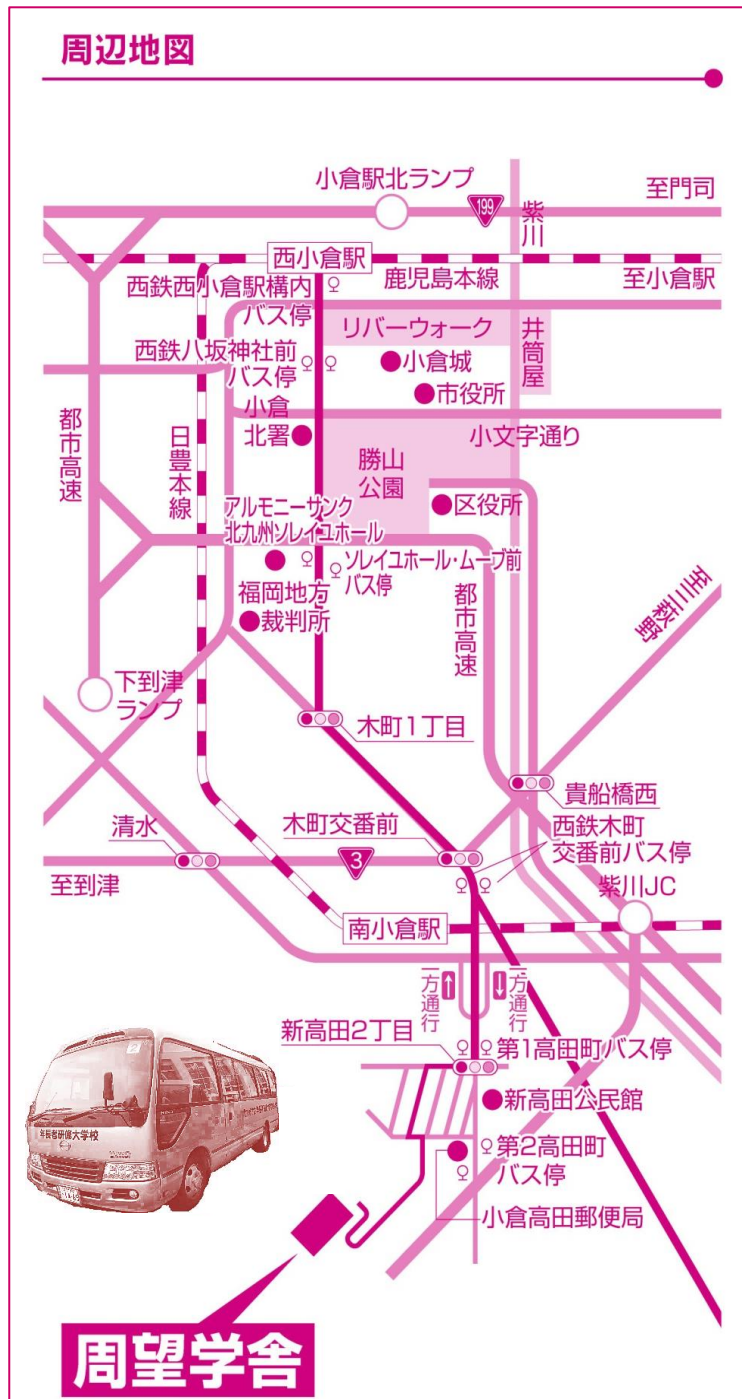 周辺地図
小倉駅北ランプ
199
紫川
至門司
西小倉駅
鹿児島本線
至小倉駅
西鉄西小倉駅構内
バス停
リバーウォーク
井筒屋
西鉄八坂神社前
バス停
小倉城
市役所
小倉
北署
小文字通り
都市高速
日豊本線
勝山
公園
区役所
アルモニーサンク
北九州ソレイユホール
ソレイユホール・ムーブ前
バス停
福岡地方
裁判所
都市高速
至三萩野
下到津
ランプ
木町1丁目
貴船橋西
清水
木町交番前
西鉄木町
交番前バス停
3
至到津
紫川JC
南小倉駅
一方通行
一方通行
新高田2丁目
第1高田町バス停
新高田公民館
年長者研修大学校
第2高田町
バス停
小倉高田郵便局
周望学舎